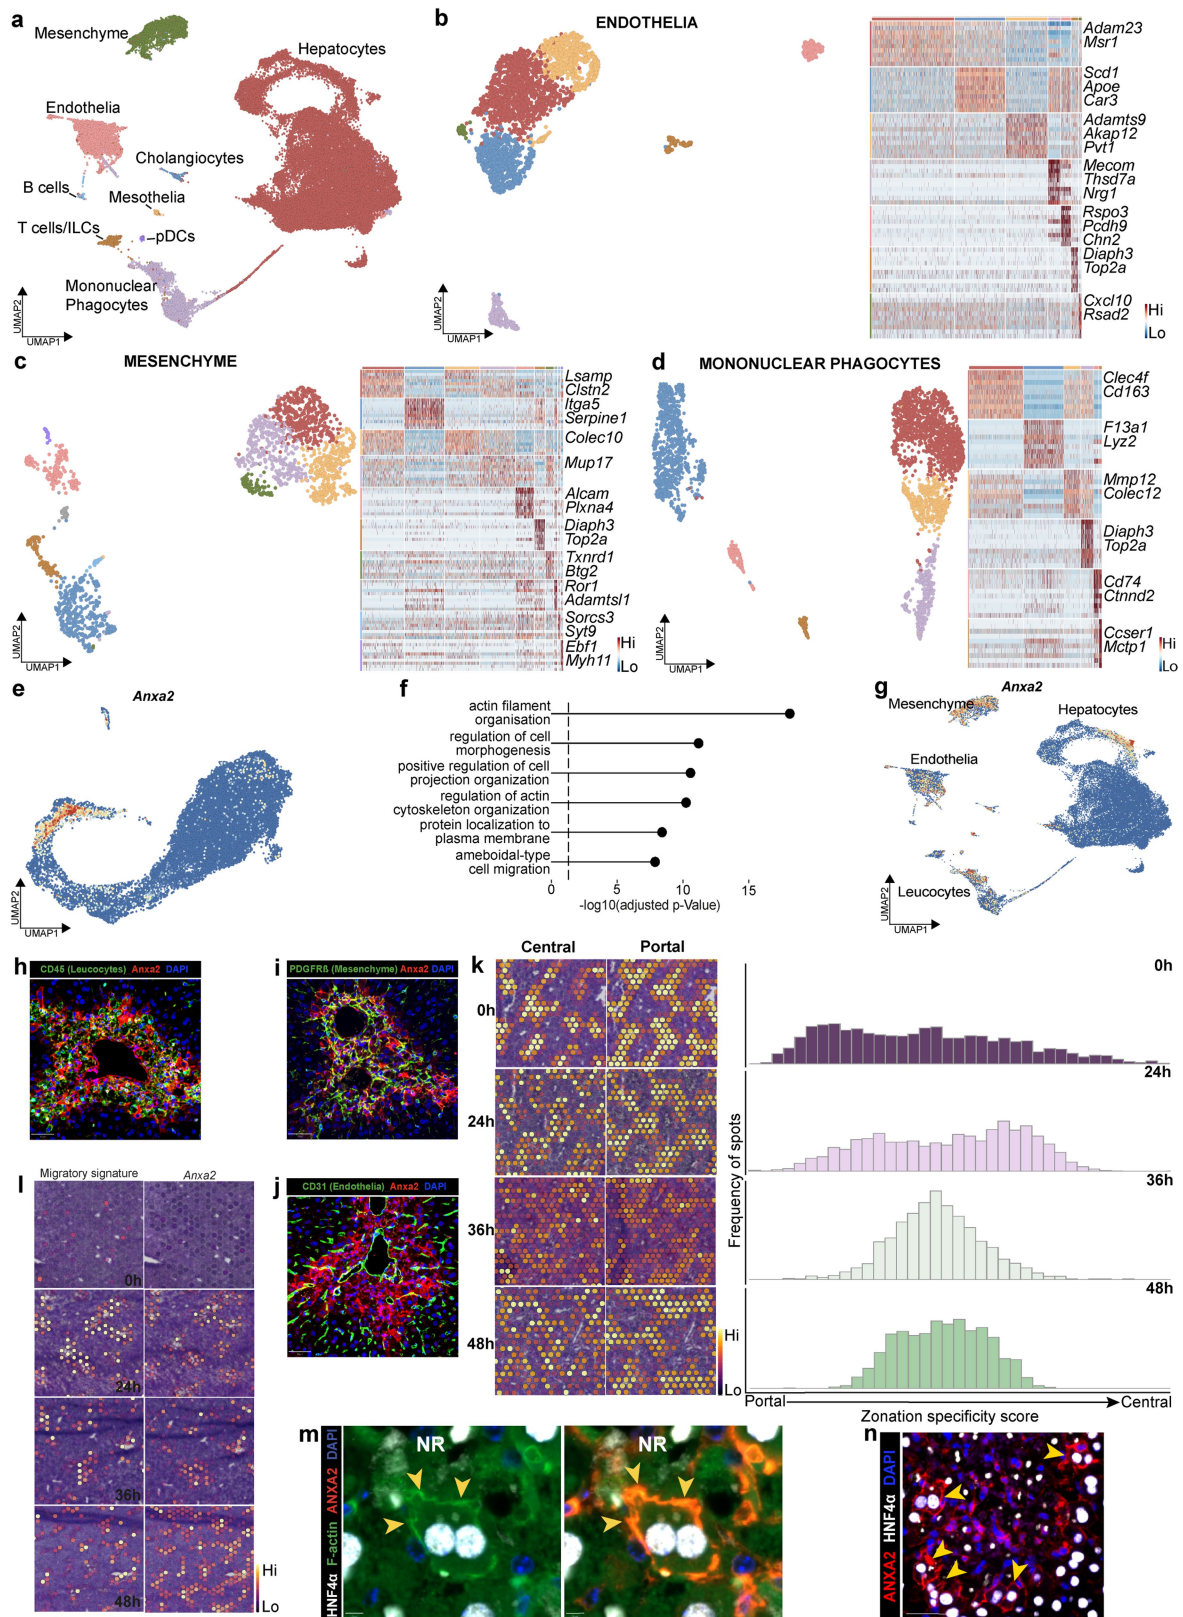 a
Mesenchyme
Hepatocytes
Endothelia
Cholangiocytes
B cells
Mesothelia
T cells/ILCs
pDCs
Mononuclear
Phagocytes
UMAP2
UMAP1
b
ENDOTHELIA
Adam23
Msr1
Scd1
Apoe
Car3
Adamts9
Akap12
Pvt1
Mecom
Thsd7a
Nrg1
Rspo3
Pcdh9
Chn2
Diaph3
Top2a
Cxcl10
Rsad2
Hi
Lo
UMAP2
UMAP1
c
MESENCHYME
Lsamp
Clstn2
Itga5
Serpine1
Colec10
Mup17
Alcam
Plxna4
Diaph3
Top2a
Txnrd1
Btg2
Ror1
Adamtsl1
Sorcs3
Syt9
Ebf1
Myh11
Hi
Lo
UMAP2
UMAP1
d
MONONUCLEAR PHAGOCYTES
Clec4f
Cd163
F13a1
Lyz2
Mmp12
Colec12
Diaph3
Top2a
Cd74
Ctnnd2
Ccser1
Mctp1
Hi
Lo
UMAP2
UMAP1
e
Anxa2
UMAP2
UMAP1
f
actin filament
organisation
regulation of cell
morphogenesis
positive regulation of cell
projection organization
regulation of actin
cytoskeleton organization
protein localization to
plasma membrane
ameboidal-type
cell migration
0 5 10 15
-log10(adjusted p-Value)
g
Anxa2
Mesenchyme
Hepatocytes
Endothelia
Leucocytes
UMAP2
UMAP1
h
CD45 (Leucocytes) Anxa2 DAPI
i
PDGFRß (Mesenchyme) Anxa2 DAPI
j
CD31 (Endothelia) Anxa2 DAPI
k
Central Portal
0h
24h
36h
48h
Hi
Lo
0h
24h
36h
48h
Frequency of spots
Portal Central
Zonation specificity score
l
Migratory signature Anxa2
0h
24h
36h
48h
Hi
Lo
m
HNF4α F-actin ANXA2 DAPI
NR
NR
n
ANXA2 HNF4α DAPI